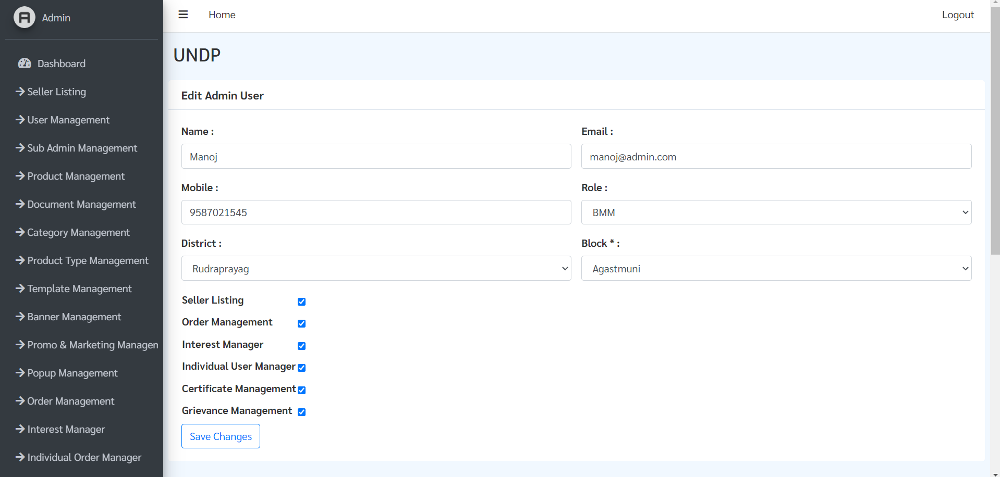 Admin
Dashboard
Seller Listing
User Management
Sub Admin Management
Product Management
Document Management
Category Management
Product Type Management
Template Management
Banner Management
Promo & Marketing Managen
Popup Management
Order Management
Interest Manager
Individual Order Manager
Home
Logout
UNDP
Edit Admin User
Name :
Manoj
Email :
manoj@admin.com
Mobile :
9587021545
Role :
BMM
District :
Rudraprayag
Block * :
Agastmuni
Seller Listing
Order Management
Interest Manager
Individual User Manager
Certificate Management
Grievance Management
Save Changes